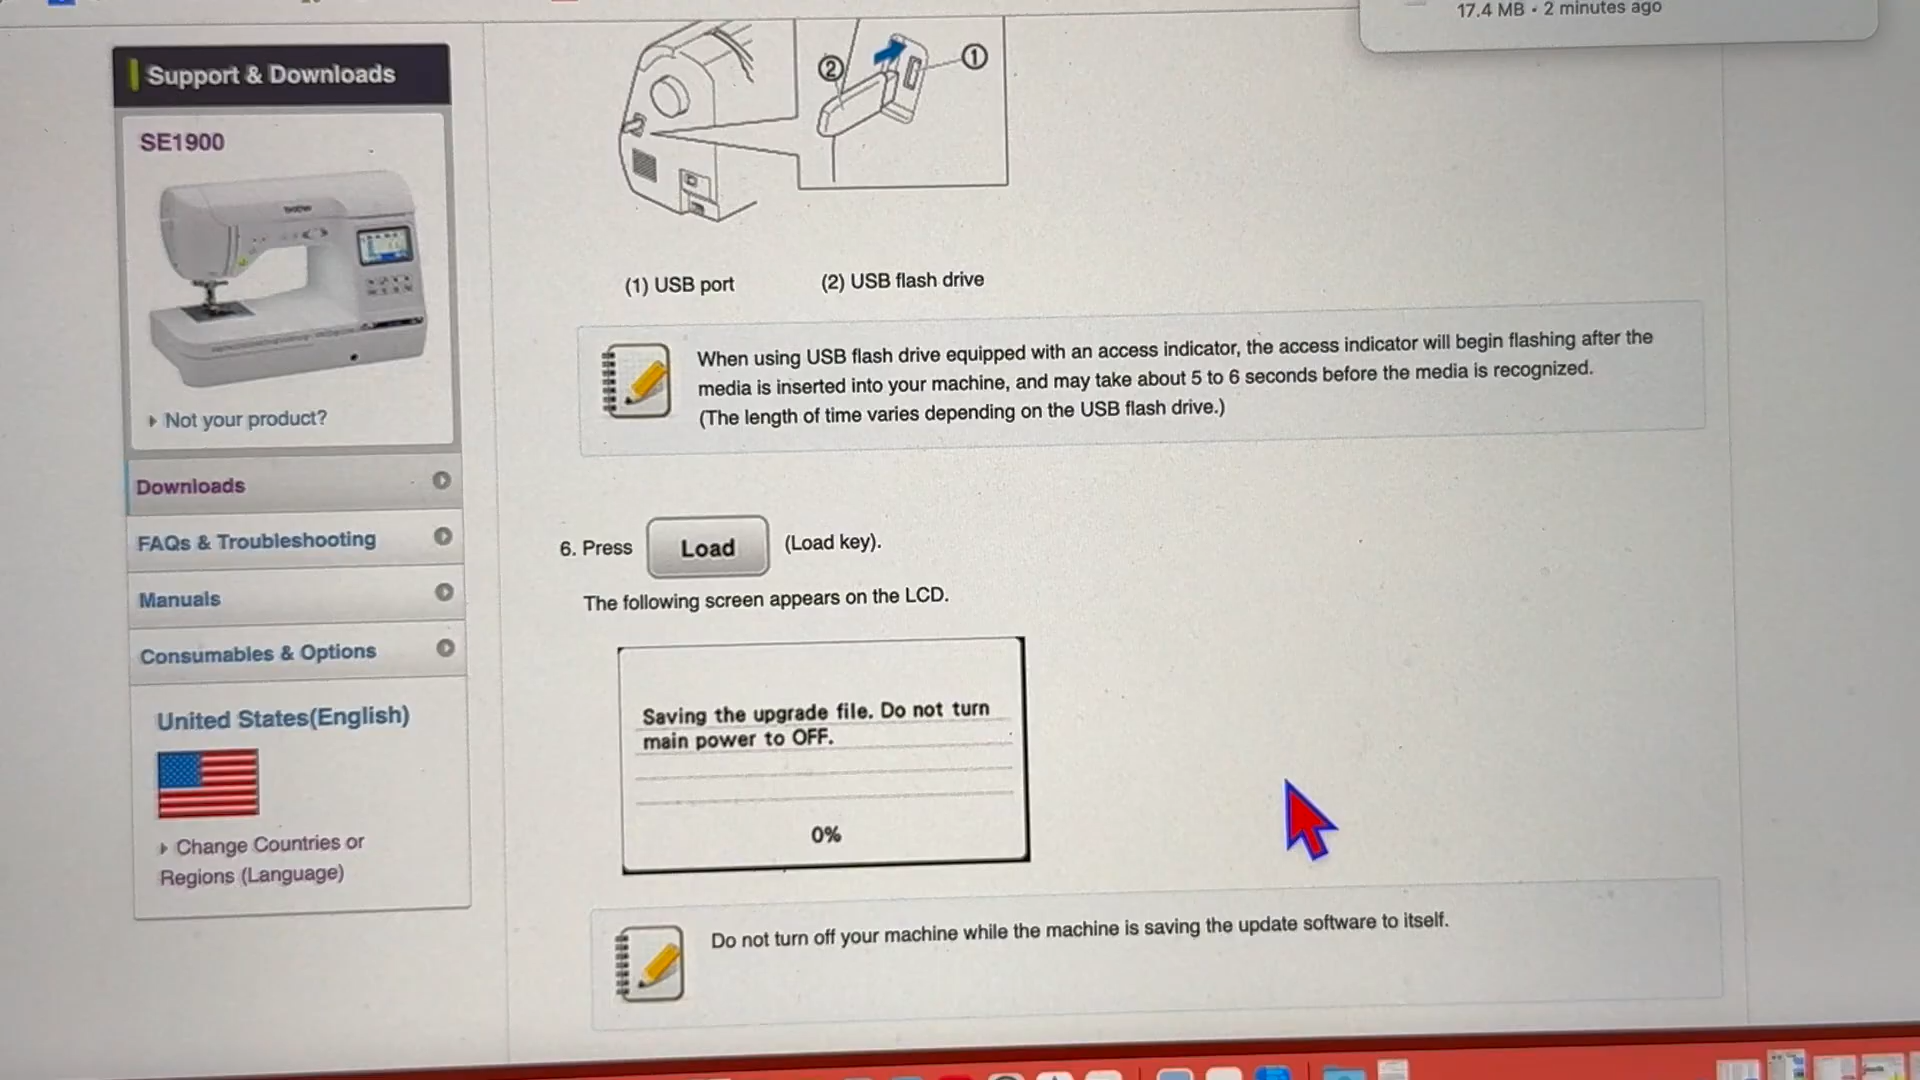 17.4 MB • 2 minutes ago
Support & Downloads
SE1900
brother
Not your product?
Downloads
FAQs & Troubleshooting
Manuals
Consumables & Options
United States(English)
Change Countries or
Regions (Language)
2
1
(1) USB port
(2) USB flash drive
When using USB flash drive equipped with an access indicator, the access indicator will begin flashing after the
media is inserted into your machine, and may take about 5 to 6 seconds before the media is recognized.
(The length of time varies depending on the USB flash drive.)
6. Press Load (Load key).
The following screen appears on the LCD.
Saving the upgrade file. Do not turn
main power to OFF.
0%
Do not turn off your machine while the machine is saving the update software to itself.